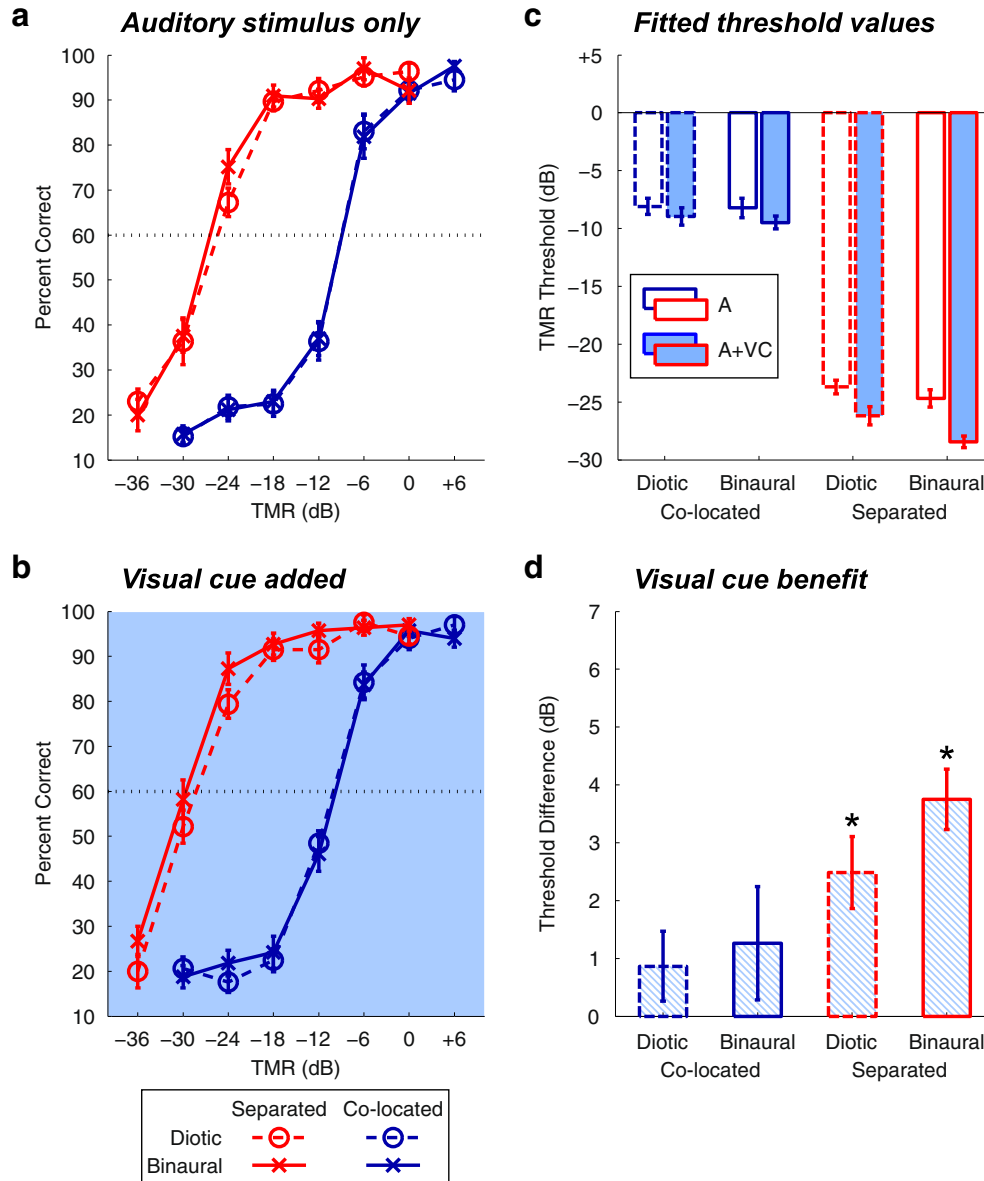 a
Auditory stimulus only
100
90
80
70
60
50
40
30
20
10
Percent Correct
−36 −30 −24 −18 −12 −6 0 +6
TMR (dB)
b
Visual cue added
100
90
80
70
60
50
40
30
20
10
Percent Correct
−36 −30 −24 −18 −12 −6 0 +6
TMR (dB)
Separated Co-located
Diotic
Binaural
c
Fitted threshold values
+5
0
−5
−10
−15
−20
−25
−30
TMR Threshold (dB)
A
A+VC
Diotic Binaural Diotic Binaural
Co-located Separated
d
Visual cue benefit
7
6
5
4
3
2
1
0
Threshold Difference (dB)
*
*
Diotic Binaural Diotic Binaural
Co-located Separated